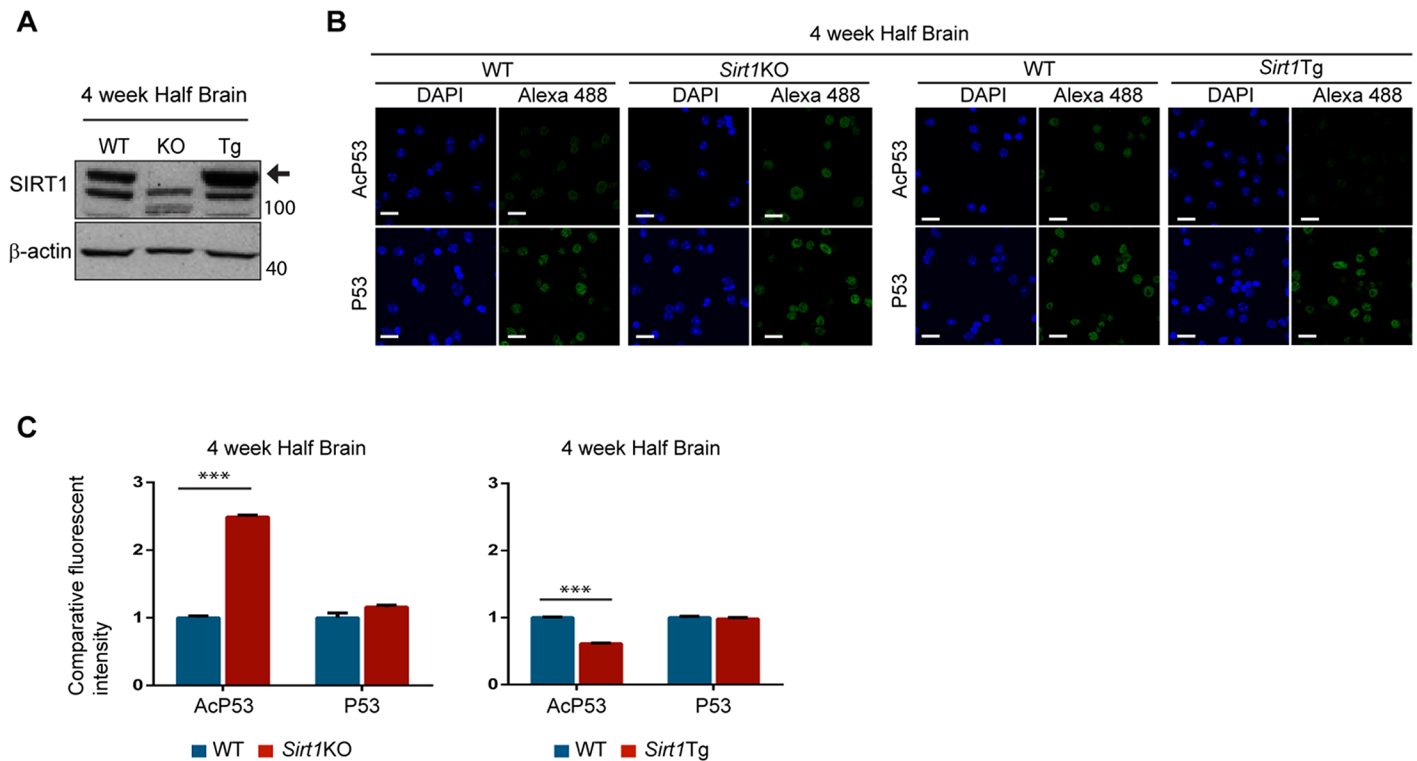 A
4 week Half Brain
WT KO Tg
SIRT1
100
β-actin
40
B
4 week Half Brain
WT Sirt1KO WT Sirt1Tg
DAPI Alexa 488 DAPI Alexa 488 DAPI Alexa 488 DAPI Alexa 488
AcP53 AcP53
P53 P53
C
4 week Half Brain
Comparative fluorescent
intensity
3
***
2
1
0
AcP53 P53
WT Sirt1KO
4 week Half Brain
3
2
***
1
0
AcP53 P53
WT Sirt1Tg